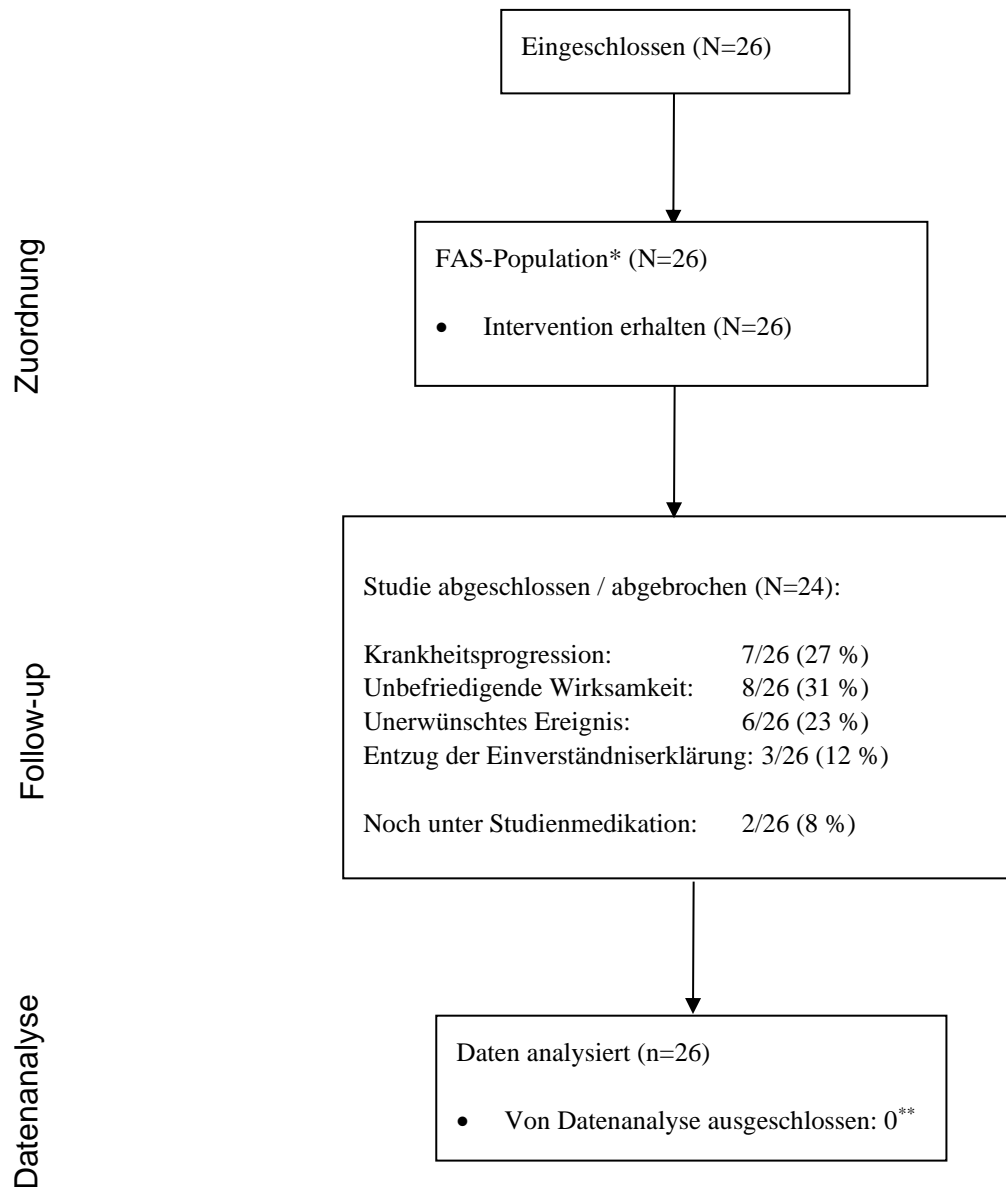 Eingeschlossen (N=26)
Zuordnung
FAS-Population* (N=26)
• Intervention erhalten (N=26)
Follow-up
Studie abgeschlossen / abgebrochen (N=24):
Krankheitsprogression: 7/26 (27 %)
Unbefriedigende Wirksamkeit: 8/26 (31 %)
Unerwünschtes Ereignis: 6/26 (23 %)
Entzug der Einverständniserklärung: 3/26 (12 %)
Noch unter Studienmedikation: 2/26 (8 %)
Datenanalyse
Daten analysiert (n=26)
• Von Datenanalyse ausgeschlossen: 0**